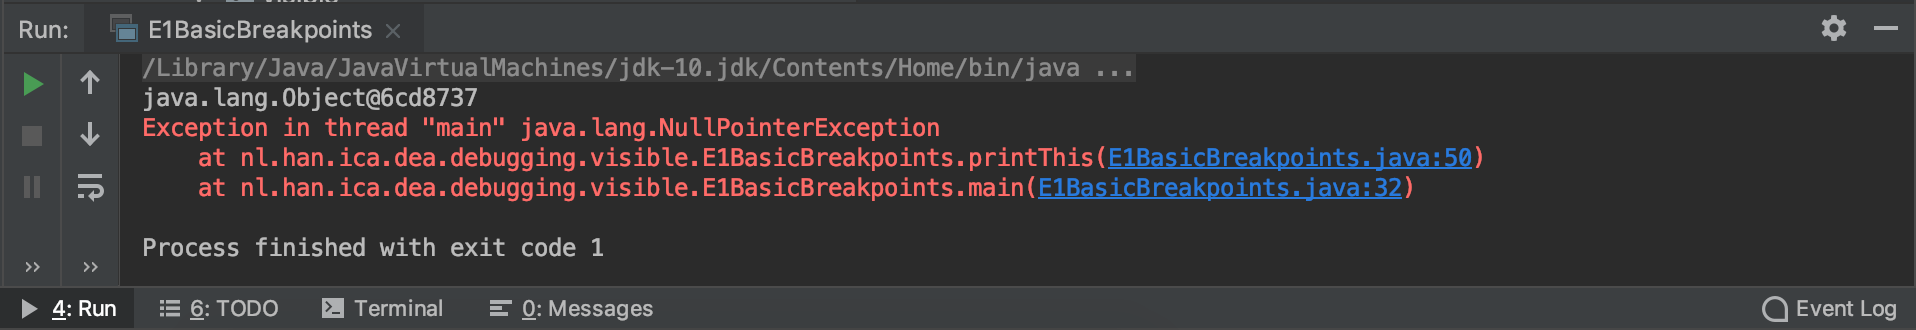 Run: E1BasicBreakpoints
/Library/Java/JavaVirtualMachines/jdk-10.jdk/Contents/Home/bin/java ...
java.lang.Object@6cd8737
Exception in thread "main" java.lang.NullPointerException
at nl.han.ica.dea.debugging.visible.E1BasicBreakpoints.printThis(E1BasicBreakpoints.java:50)
at nl.han.ica.dea.debugging.visible.E1BasicBreakpoints.main(E1BasicBreakpoints.java:32)
Process finished with exit code 1
4: Run 6: TODO Terminal 0: Messages Event Log